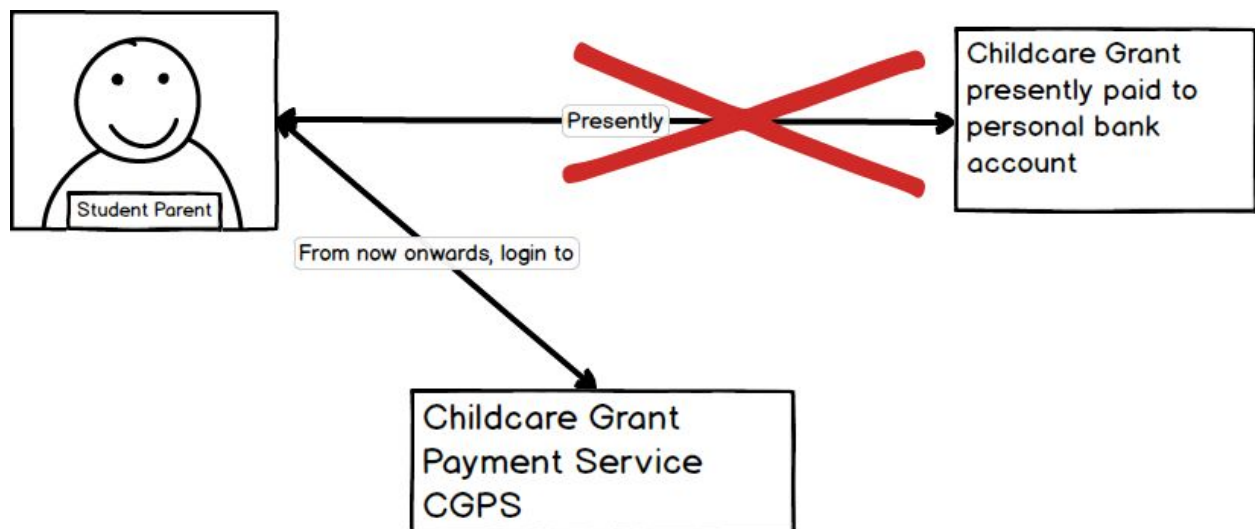 Student Parent
Presently
Childcare Grant
presently paid to
personal bank
account
From now onwards, login to
Childcare Grant
Payment Service
CGPS